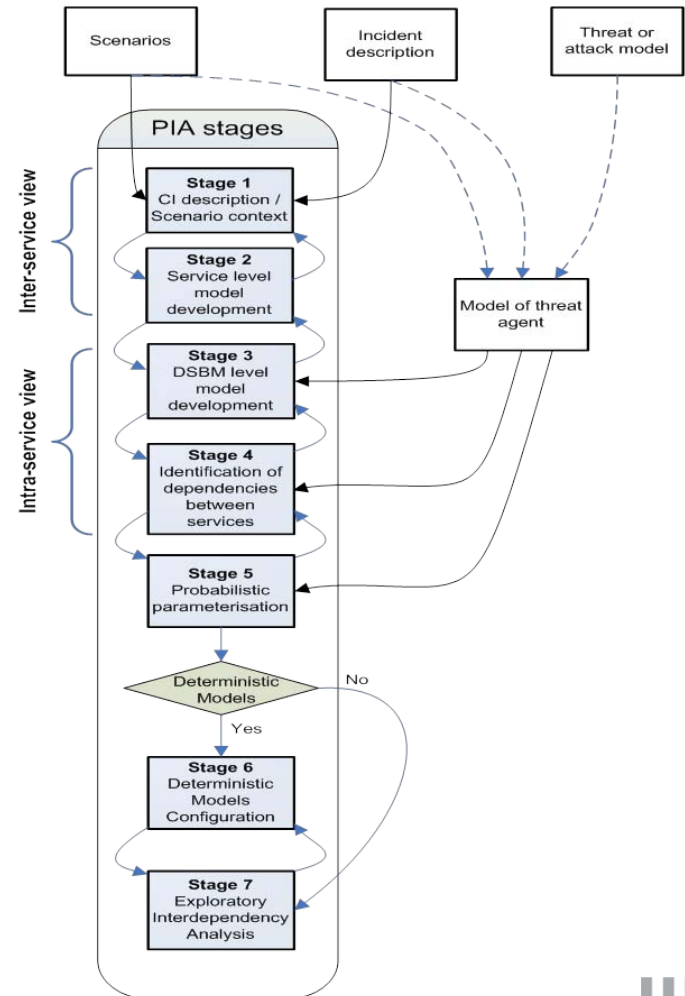 Scenarios
Incident
description
Threat or
attack model
PIA stages
Inter-service view
Stage 1
CI description /
Scenario context
Stage 2
Service level
model
development
Model of threat
agent
Intra-service view
Stage 3
DSBM level
model
development
Stage 4
Identification of
dependencies
between
services
Stage 5
Probabilistic
parameterisation
Deterministic
Models
No
Yes
Stage 6
Deterministic
Models
Configuration
Stage 7
Exploratory
Interdependency
Analysis